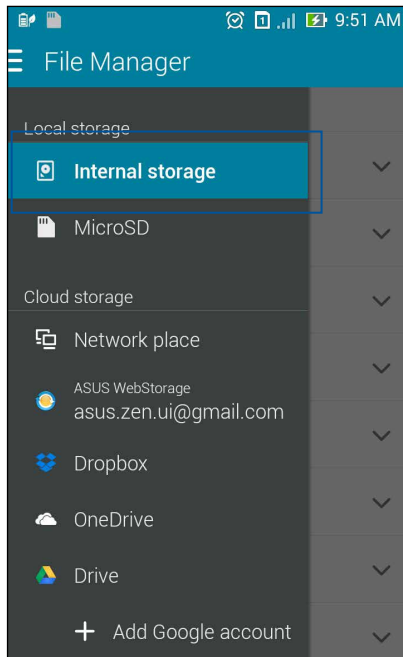 1
9:51 AM
File Manager
Local storage
Internal storage
MicroSD
Cloud storage
Network place
ASUS WebStorage
asus.zen.ui@gmail.com
Dropbox
OneDrive
Drive
Add Google account